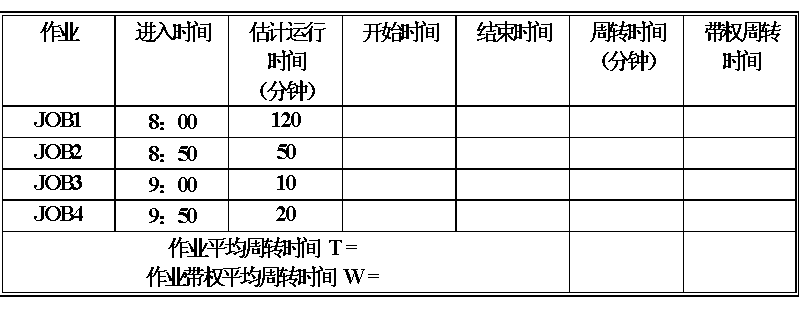 作业 进入时间 估计运行时间(分钟) 开始时间 结束时间 周转时间(分钟) 带权周转时间
JOB1 8：00 120
JOB2 8：50 50
JOB3 9：00 10
JOB4 9：50 20
作业平均周转时间 T =
作业带权平均周转时间 W =